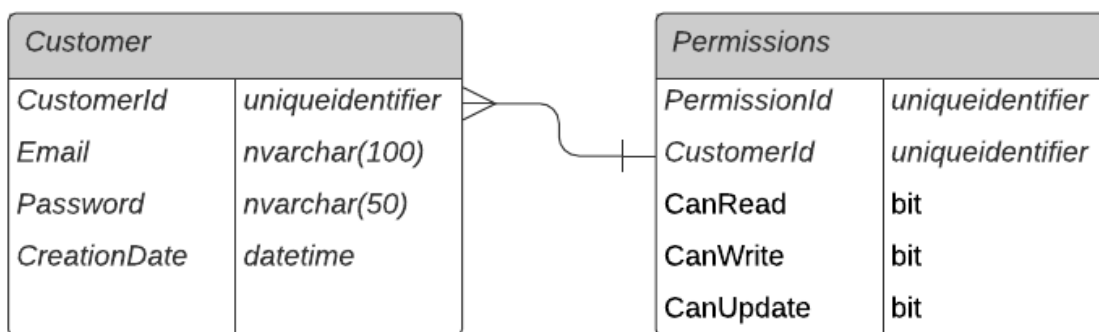 Customer
CustomerId uniqueidentifier
Email nvarchar(100)
Password nvarchar(50)
CreationDate datetime
Permissions
PermissionId uniqueidentifier
CustomerId uniqueidentifier
CanRead bit
CanWrite bit
CanUpdate bit